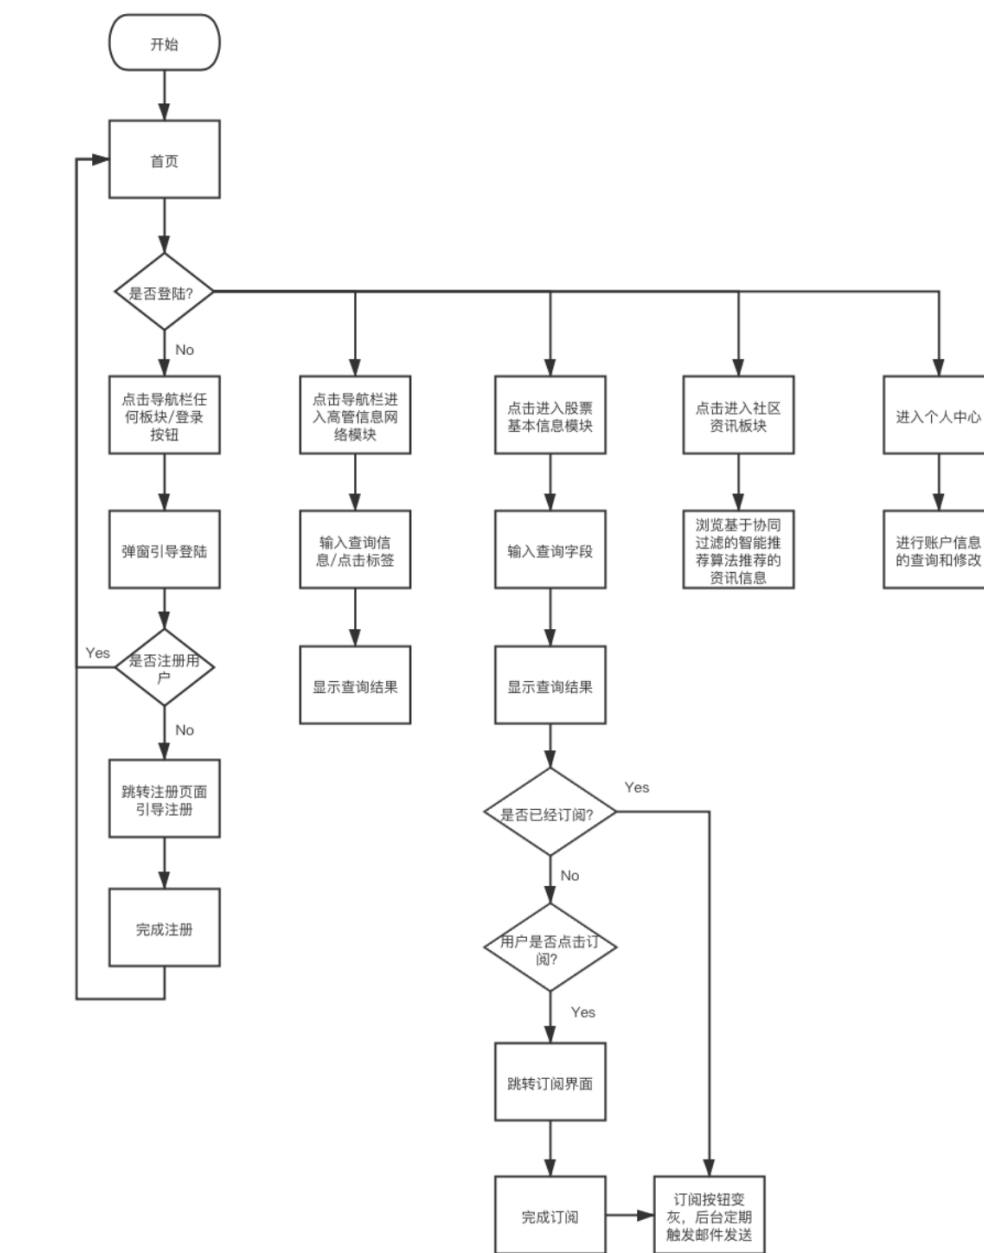 开始
首页
是否登陆?
No
点击导航栏任
何板块/登录
按钮
点击导航栏进
入高管信息网
络模块
点击进入股票
基本信息模块
点击进入社区
资讯板块
进入个人中心
弹窗引导登陆
输入查询信
息/点击标签
输入查询字段
浏览基于协同
过滤的智能推
荐算法推荐的
资讯信息
进行账户信息
的查询和修改
Yes
是否注册用
户
显示查询结果
显示查询结果
No
跳转注册页面
引导注册
Yes
是否已经订阅?
No
完成注册
用户是否点击订
阅?
Yes
跳转订阅界面
完成订阅
订阅按钮变
灰，后台定期
触发邮件发送